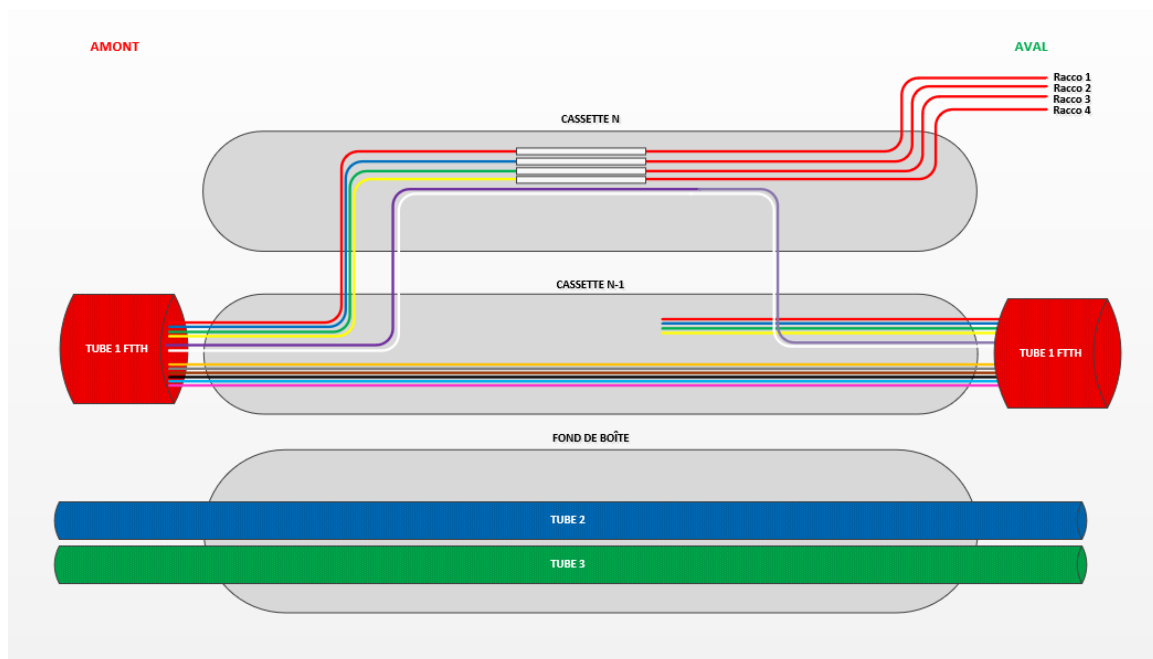 AMONT
AVAL
Racco 1
Racco 2
Racco 3
Racco 4
CASSETTE N
CASSETTE N-1
TUBE 1 FTTH
TUBE 1 FTTH
FOND DE BOÎTE
TUBE 2
TUBE 3